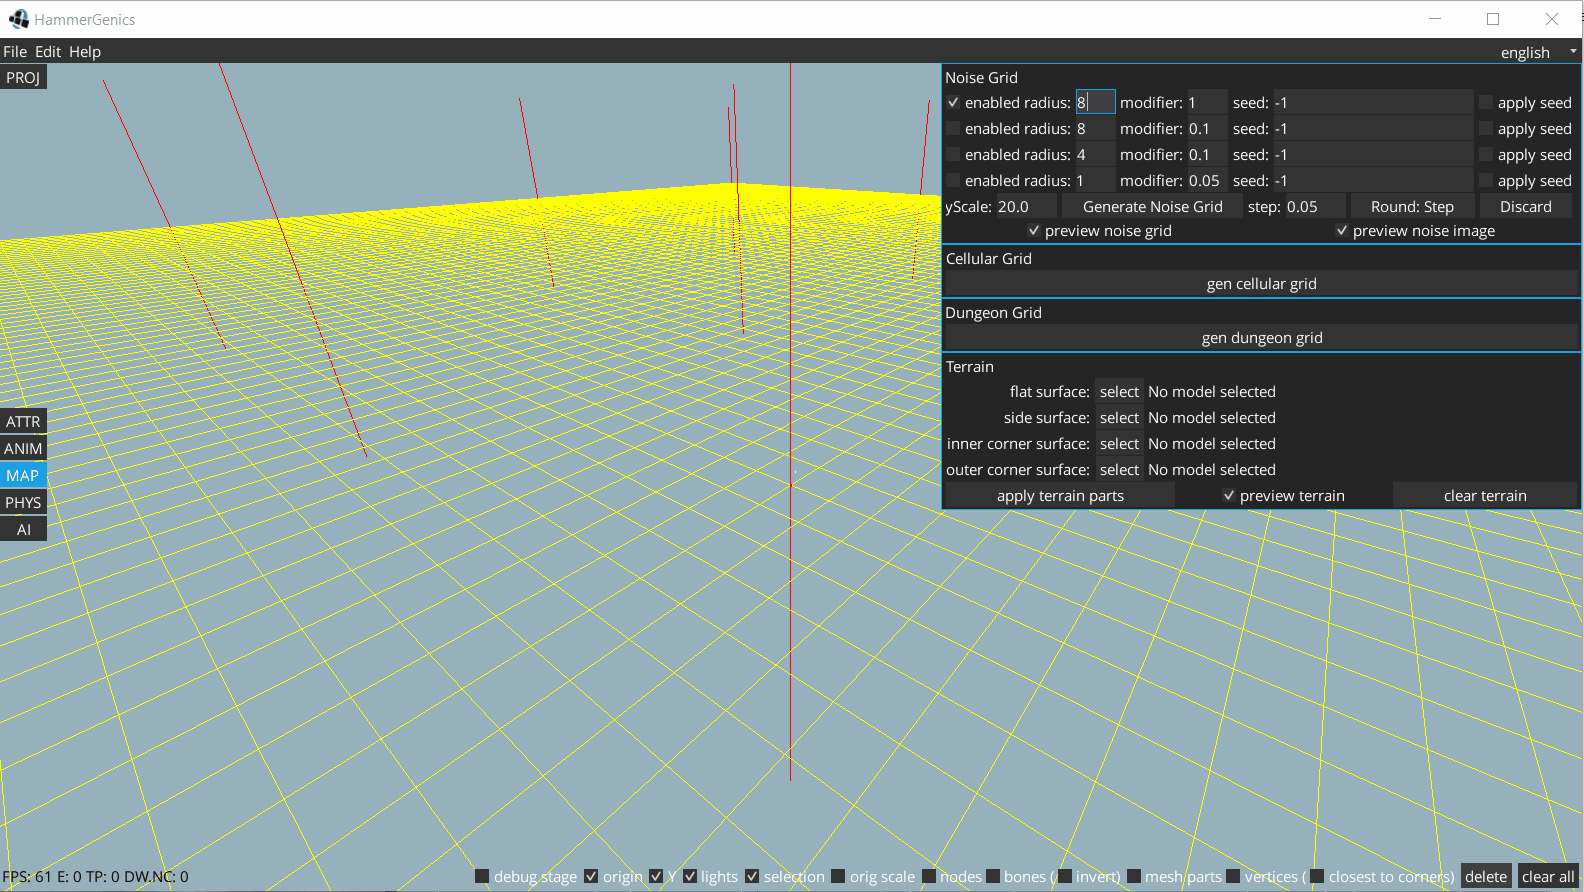 HammerGenics
File Edit Help
english
PROJ
Noise Grid
enabled radius: 8 modifier: 1 seed: -1 apply seed
enabled radius: 8 modifier: 0.1 seed: -1 apply seed
enabled radius: 4 modifier: 0.1 seed: -1 apply seed
enabled radius: 1 modifier: 0.05 seed: -1 apply seed
yScale: 20.0 Generate Noise Grid step: 0.05 Round: Step Discard
preview noise grid preview noise image
Cellular Grid
gen cellular grid
Dungeon Grid
gen dungeon grid
Terrain
flat surface: select No model selected
side surface: select No model selected
inner corner surface: select No model selected
outer corner surface: select No model selected
apply terrain parts preview terrain clear terrain
ATTR
ANIM
MAP
PHYS
AI
FPS: 61 E: 0 TP: 0 DW.NC: 0 debug stage origin Y lights selection orig scale nodes bones ( invert) mesh parts vertices ( closest to corners) delete clear all